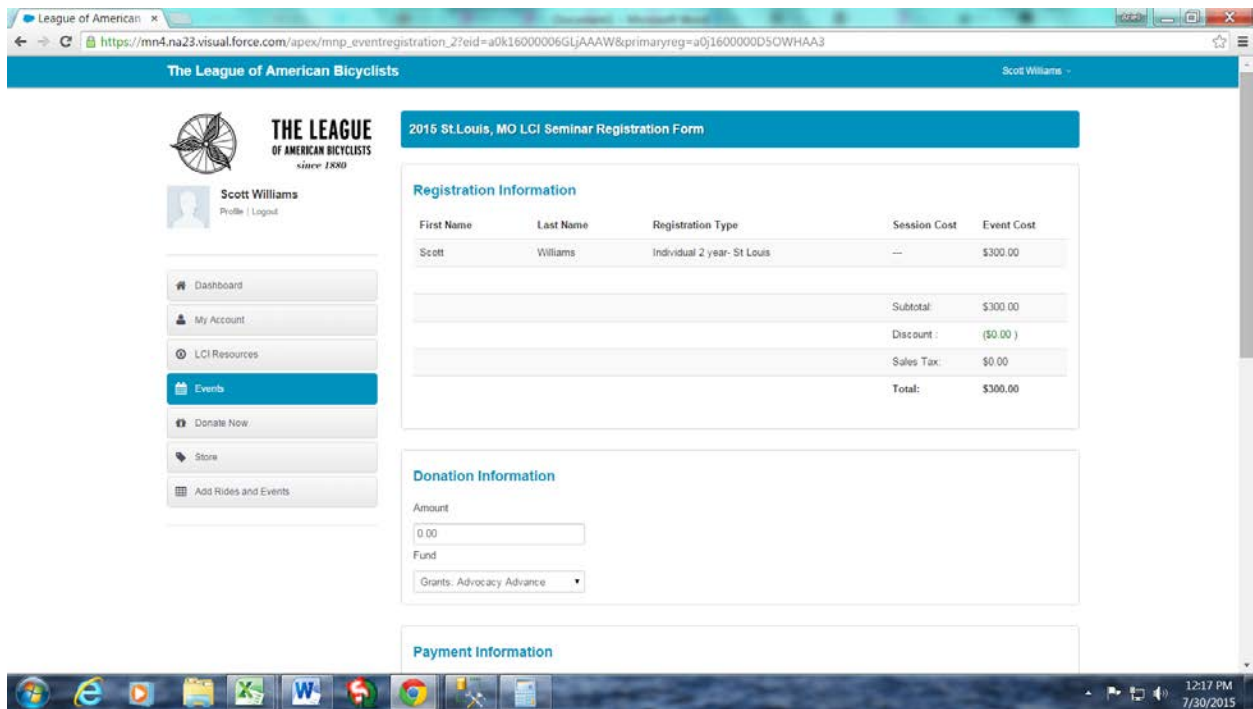 League of American
https://mn4.na23.visual.force.com/apex/mnp_eventregistration_2?eid=a0k16000006GLjAAAW&primaryreg=a0j1600000D5OWHAA3
The League of American Bicyclists
Scott Williams
THE LEAGUE
OF AMERICAN BICYCLISTS
since 1880
Scott Williams
Profile | Logout
Dashboard
My Account
LCI Resources
Events
Donate Now
Store
Add Rides and Events
2015 St.Louis, MO LCI Seminar Registration Form
Registration Information
First Name Last Name Registration Type Session Cost Event Cost
Scott Williams Individual 2 year- St Louis --- $300.00
Subtotal: $300.00
Discount : ($0.00 )
Sales Tax: $0.00
Total: $300.00
Donation Information
Amount
0.00
Fund
Grants: Advocacy Advance
Payment Information
12:17 PM
7/30/2015